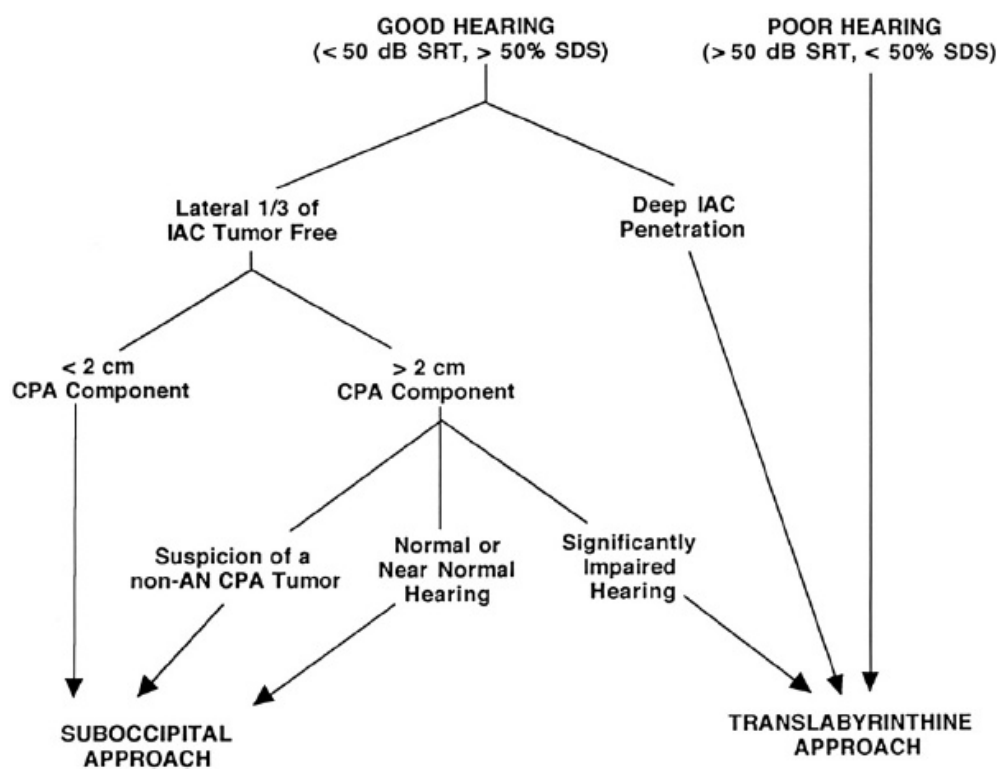 GOOD HEARING
(< 50 dB SRT, > 50% SDS)
POOR HEARING
(> 50 dB SRT, < 50% SDS)
Lateral 1/3 of
IAC Tumor Free
Deep IAC
Penetration
< 2 cm
CPA Component
> 2 cm
CPA Component
Suspicion of a
non-AN CPA Tumor
Normal or
Near Normal
Hearing
Significantly
Impaired
Hearing
SUBOCCIPITAL
APPROACH
TRANSLABYRINTHINE
APPROACH